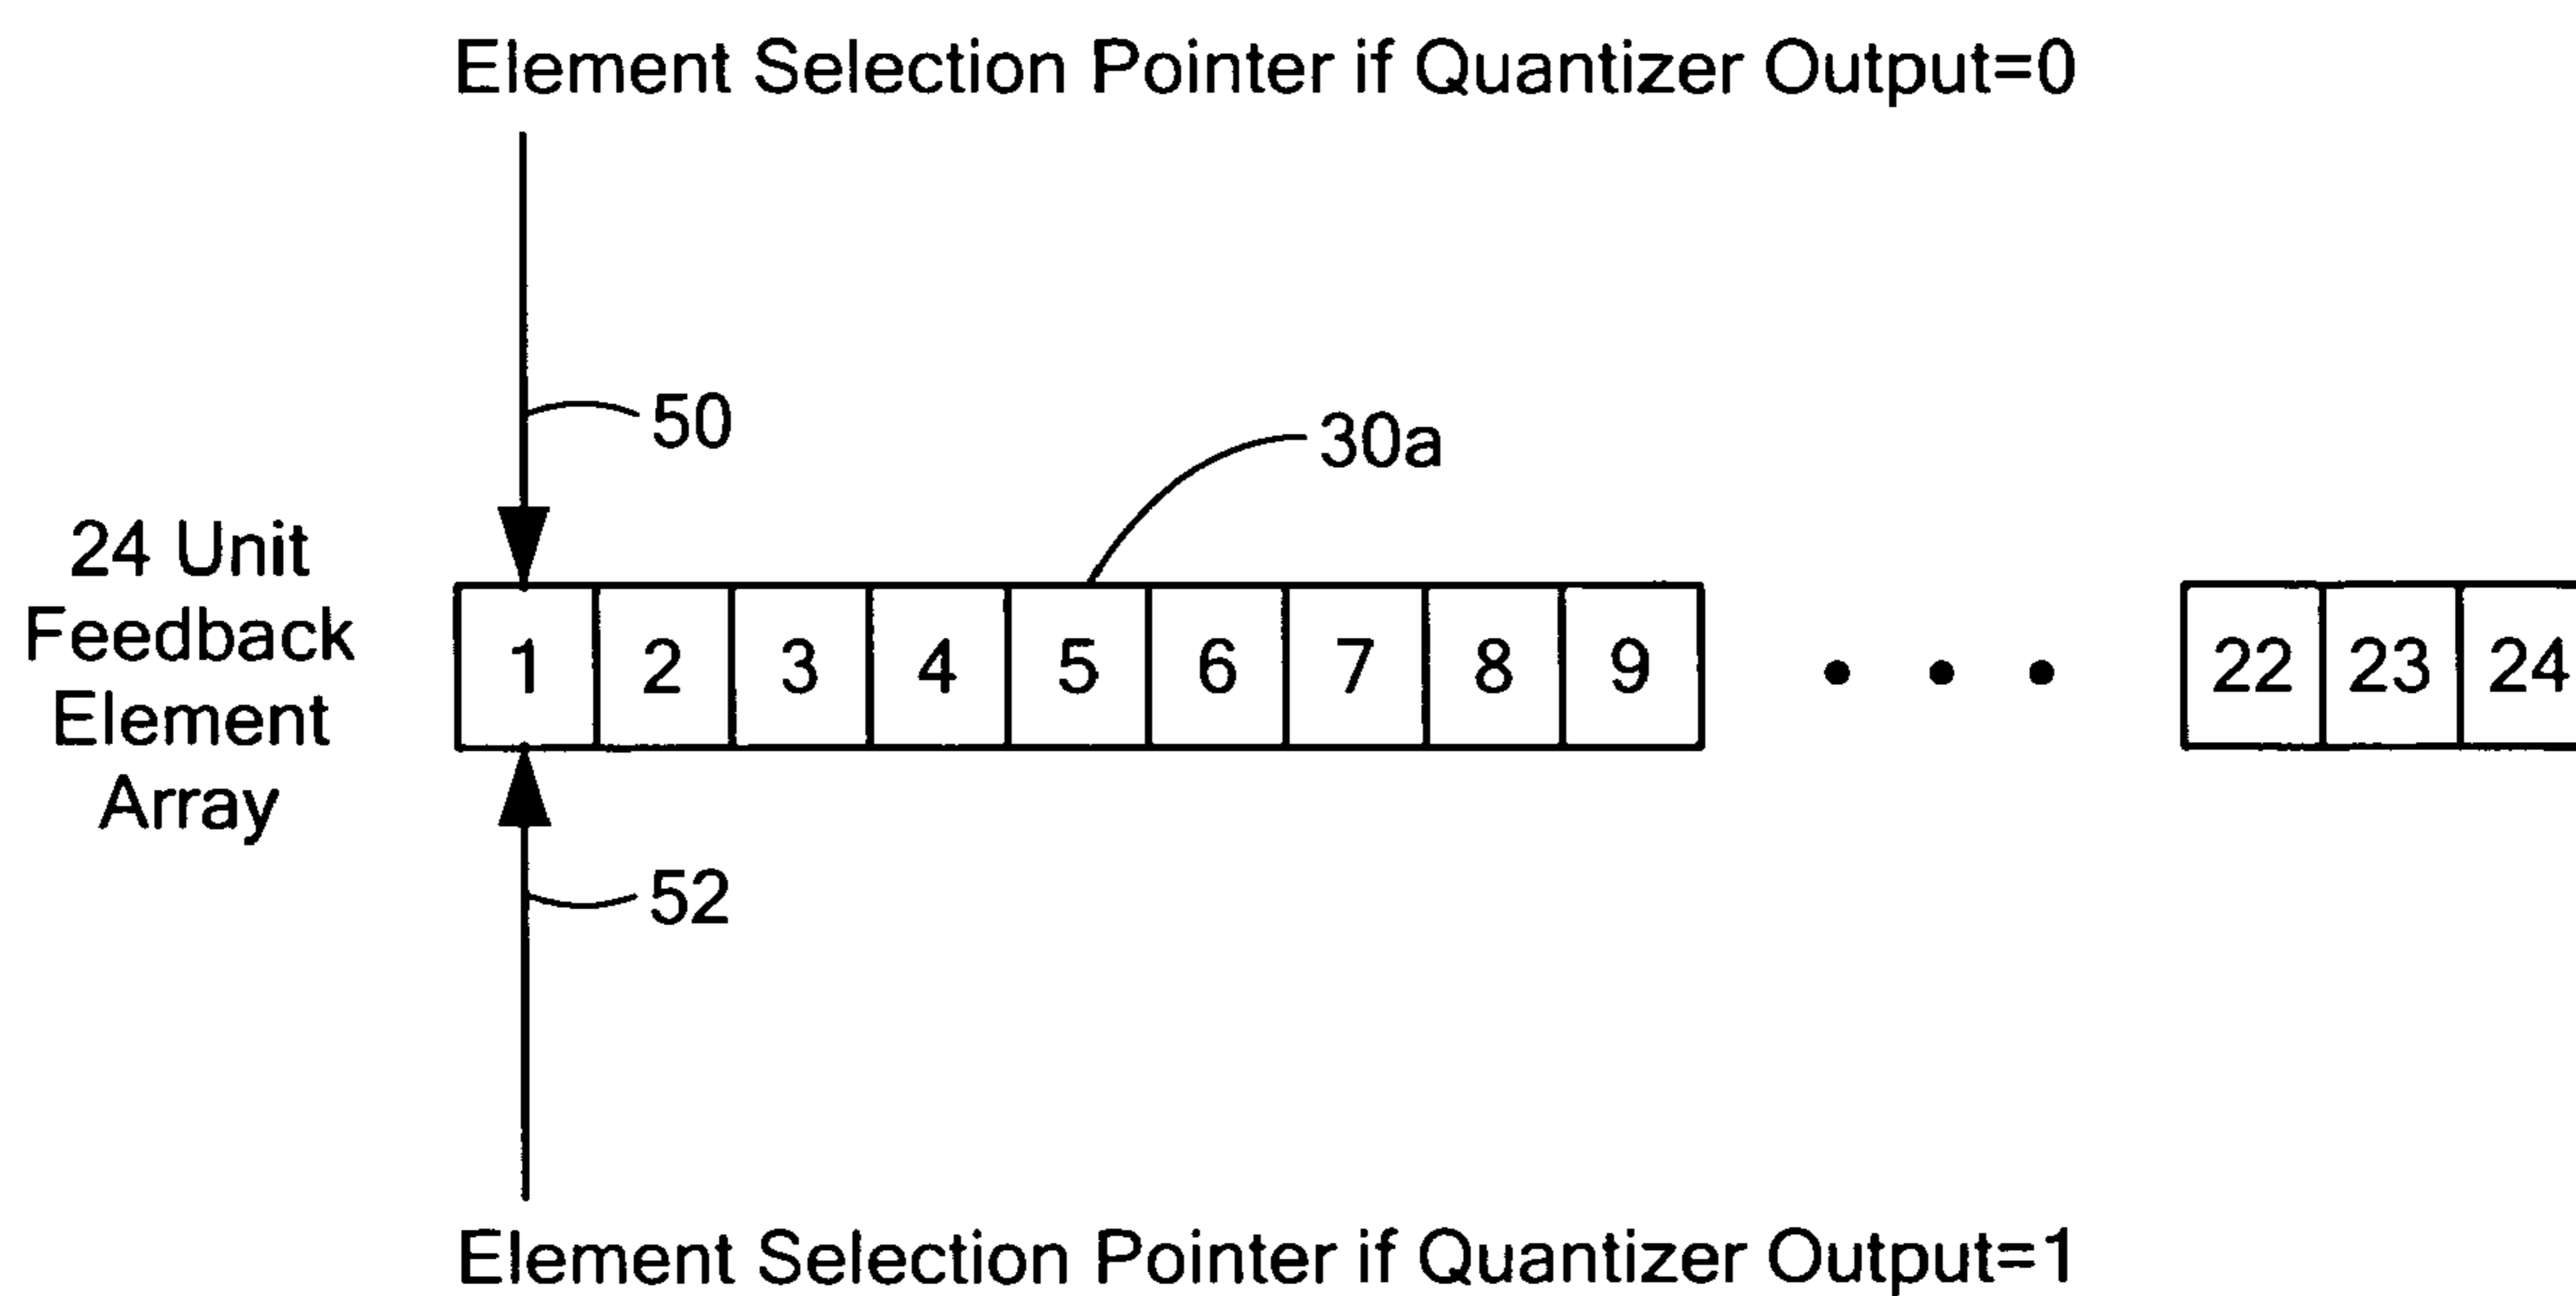 Element Selection Pointer if Quantizer Output=0
50
30a
24 Unit
Feedback
Element
Array
1 2 3 4 5 6 7 8 9 • • • 22 23 24
52
Element Selection Pointer if Quantizer Output=1